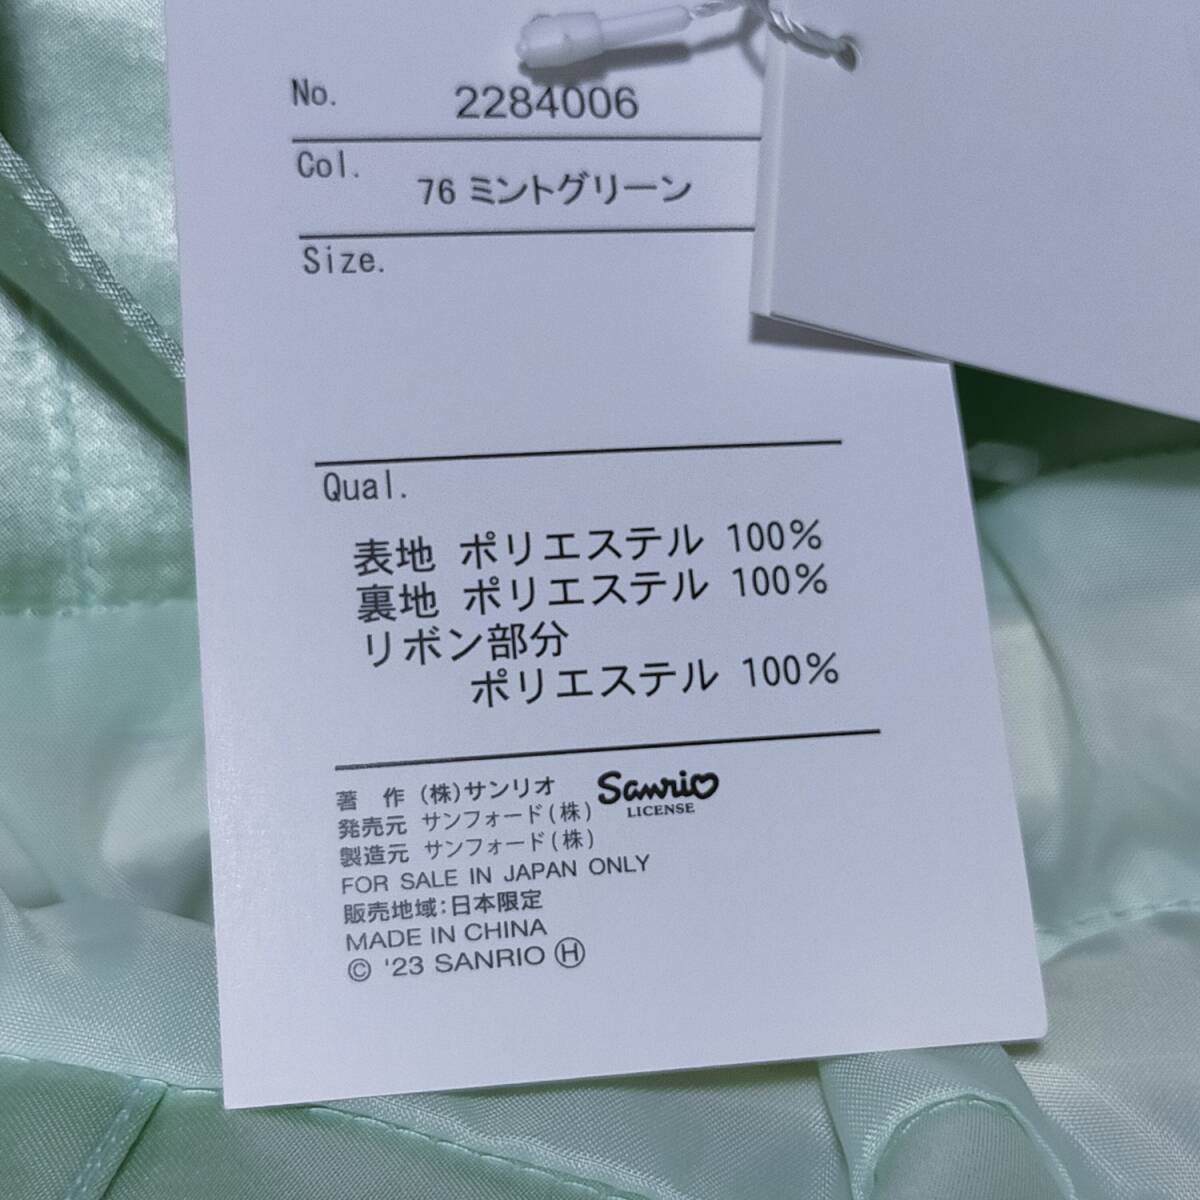 No. 2284006
Col. 76 ミントグリーン
Size.
Qual.
表地 ポリエステル 100%
裏地 ポリエステル 100%
リボン部分
ポリエステル 100%
著 作 (株)サンリオ Sanrio
LICENSE
発売元 サンフォード(株)
製造元 サンフォード(株)
FOR SALE IN JAPAN ONLY
販売地域:日本限定
MADE IN CHINA
© '23 SANRIO Ⓗ